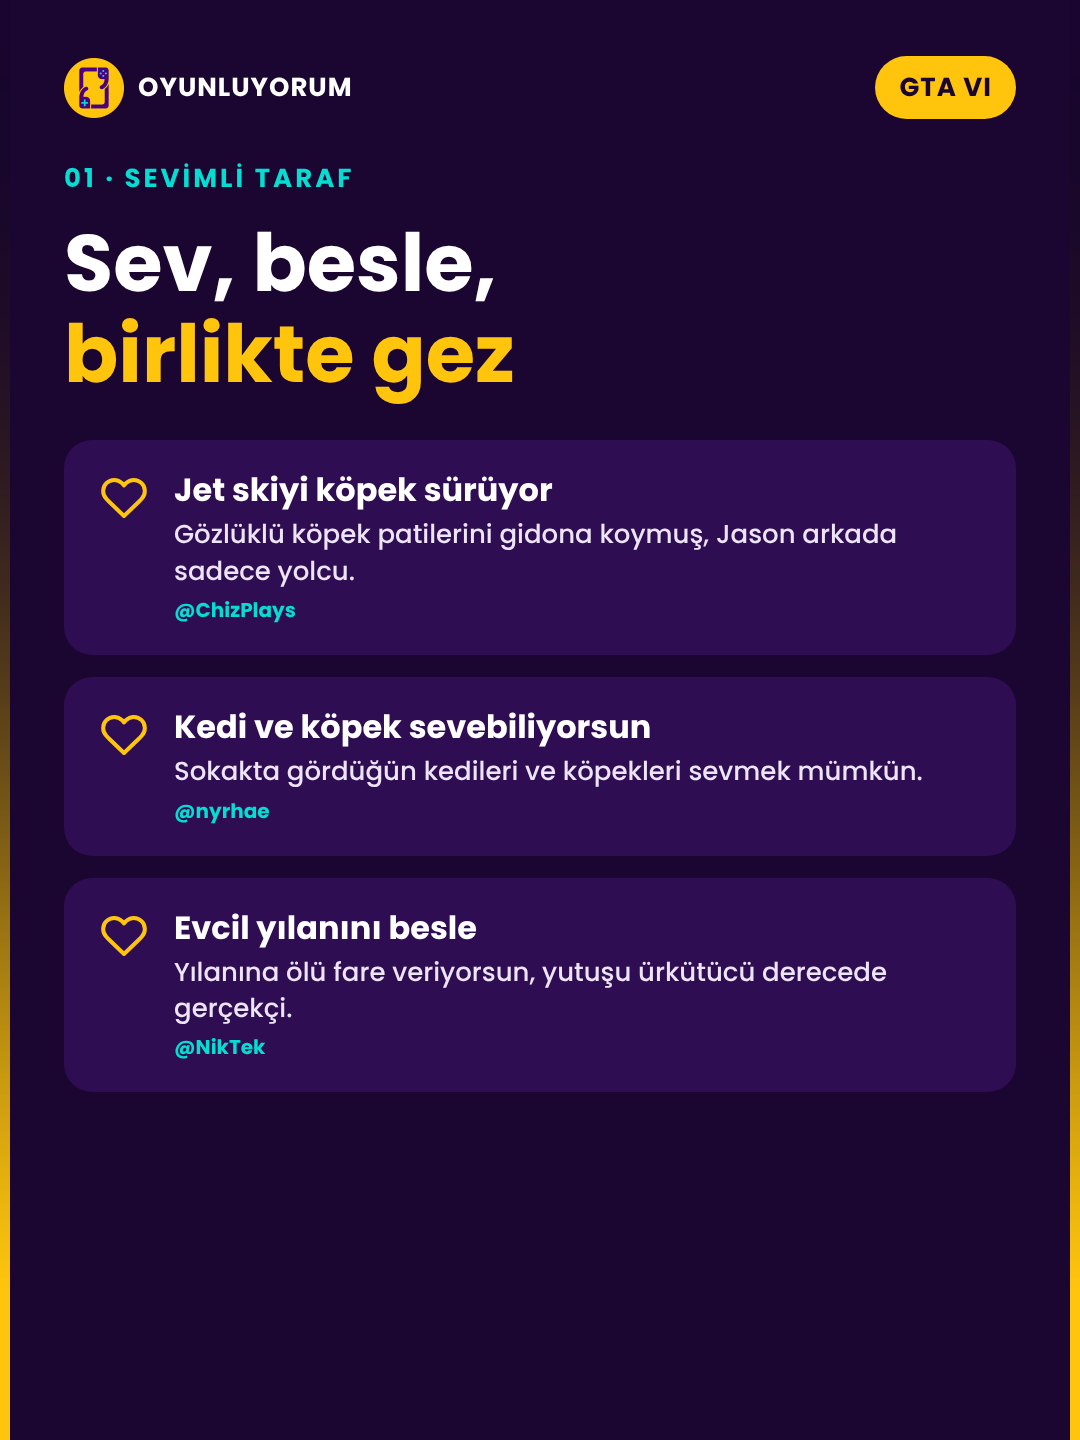 OYUNLUYORUM
GTA VI
01 · SEVİMLİ TARAF
Sev, besle,
birlikte gez
Jet skiyi köpek sürüyor
Gözlüklü köpek patilerini gidona koymuş, Jason arkada
sadece yolcu.
@ChizPlays
Kedi ve köpek sevebiliyorsun
Sokakta gördüğün kedileri ve köpekleri sevmek mümkün.
@nyrhae
Evcil yılanını besle
Yılanına ölü fare veriyorsun, yutuşu ürkütücü derecede
gerçekçi.
@NikTek